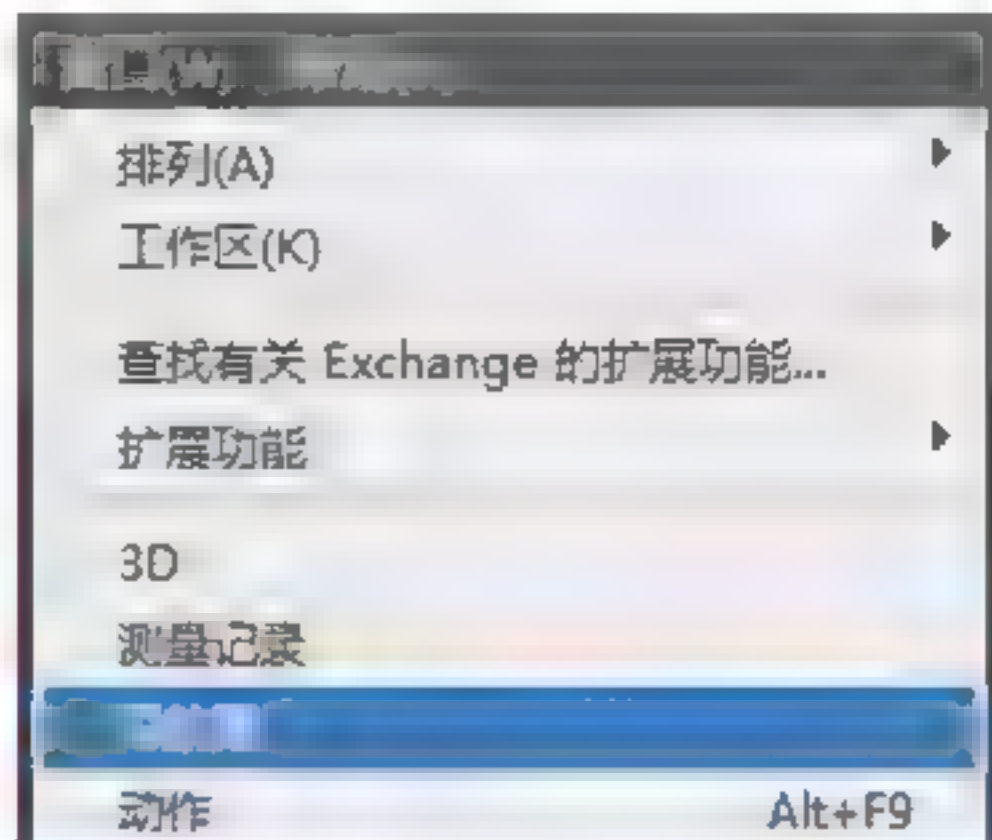 排列(A)
工作区(K)
查找有关 Exchange 的扩展功能...
扩展功能
3D
测量记录
动作 Alt+F9